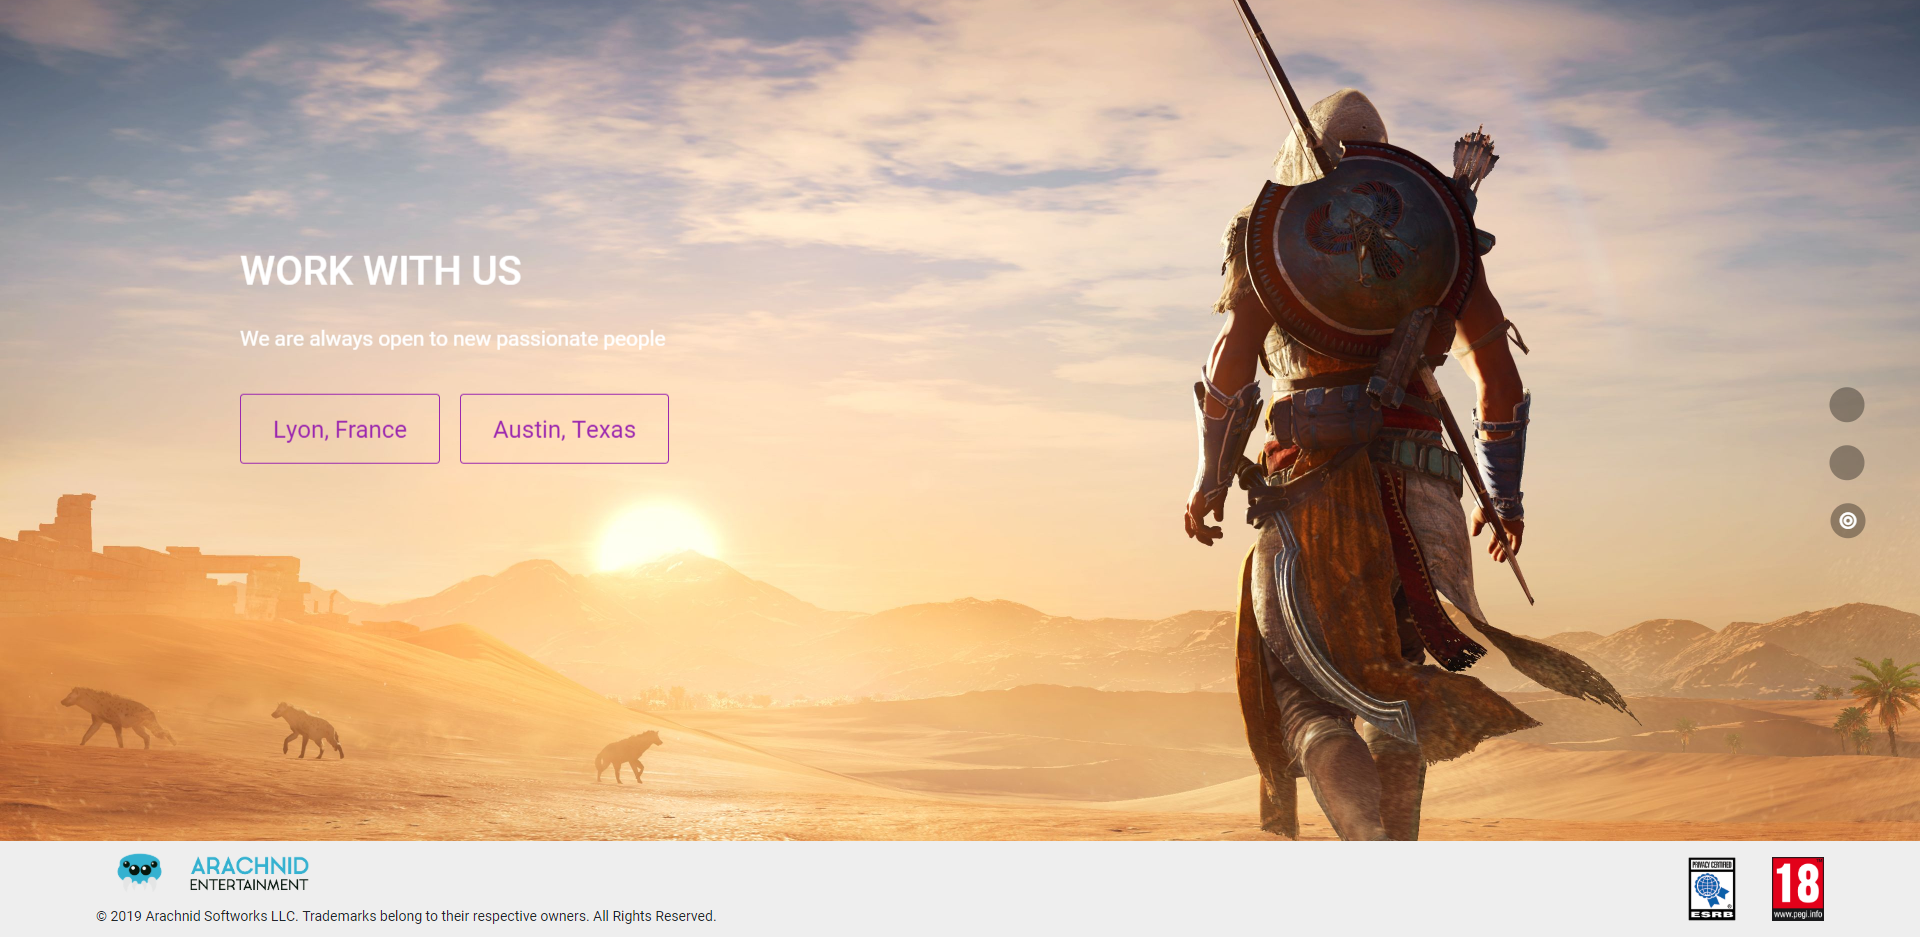 WORK WITH US
We are always open to new passionate people
Lyon, France
Austin, Texas
ARACHNID
ENTERTAINMENT
© 2019 Arachnid Softworks LLC. Trademarks belong to their respective owners. All Rights Reserved.
PRIVACY CERTIFIED
ESRB
18
www.pegi.info